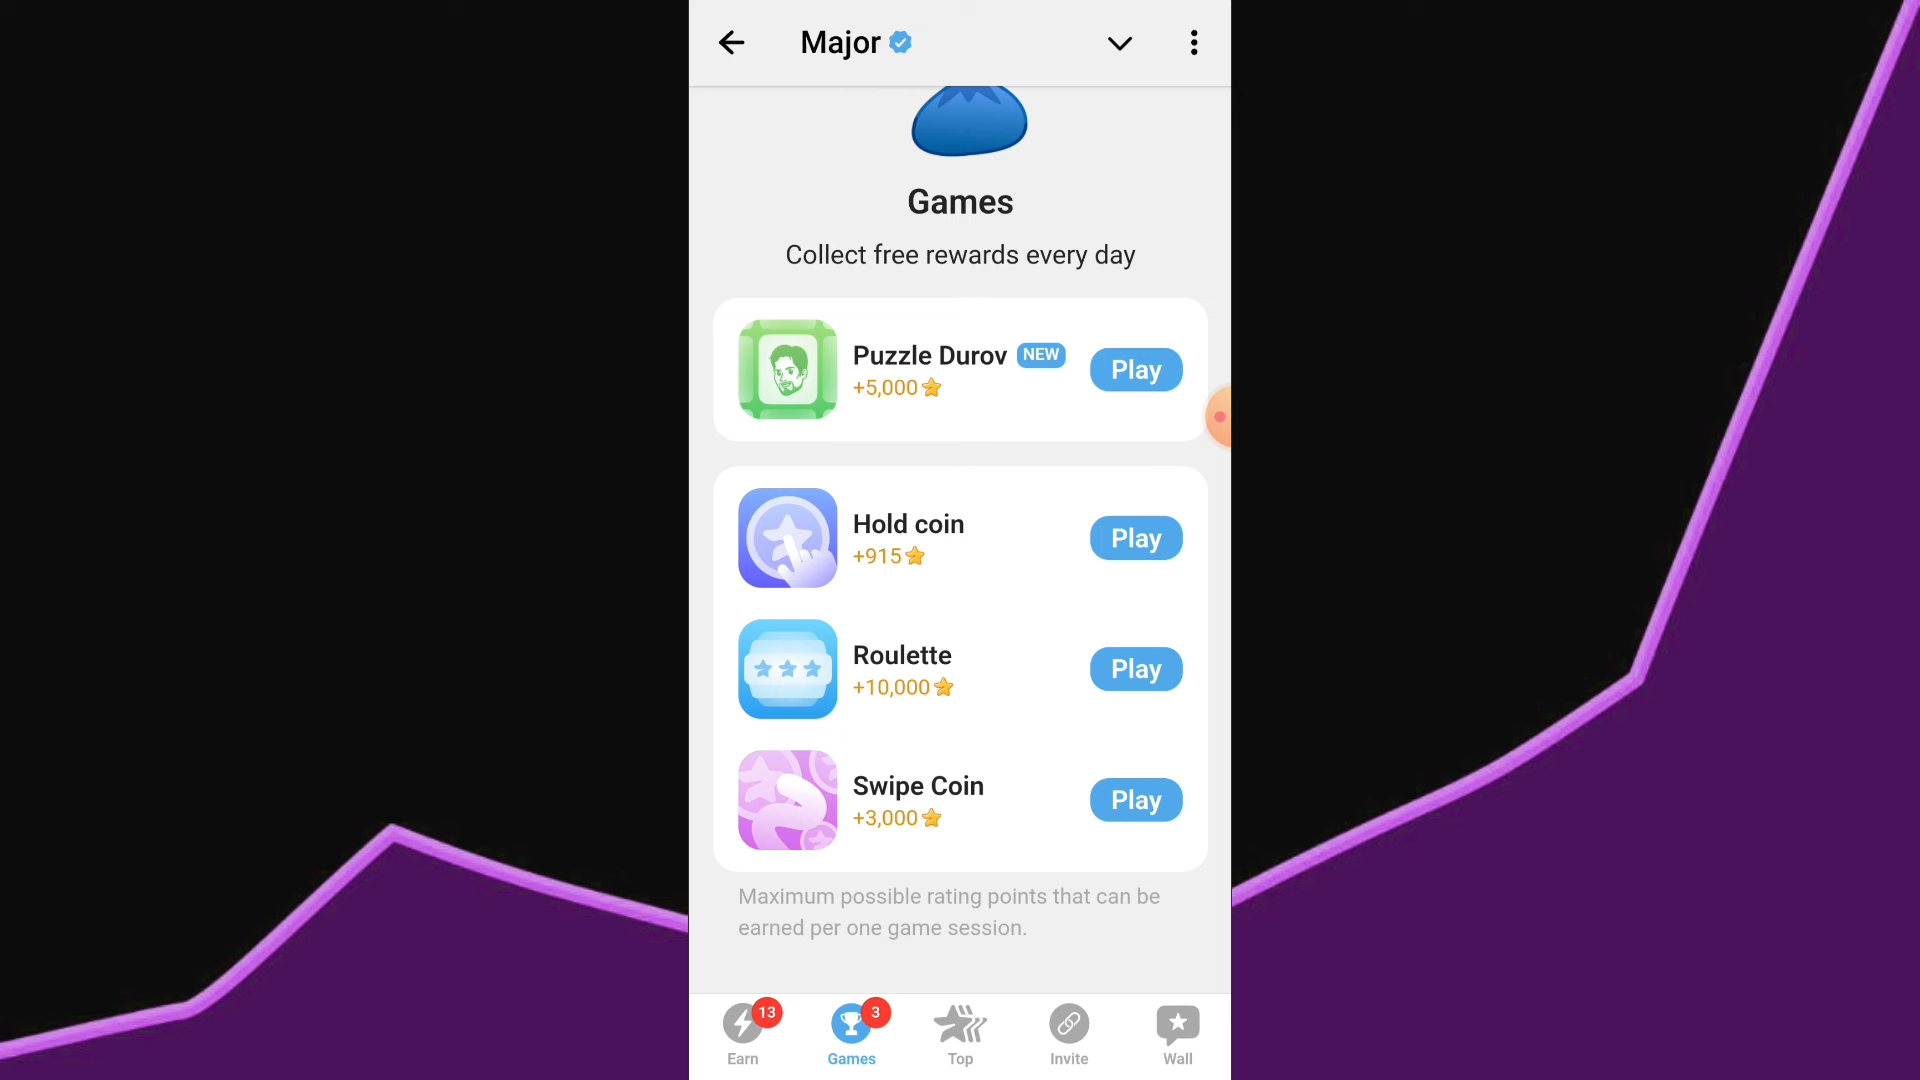 Major
Games
Collect free rewards every day
Puzzle Durov NEW
+5,000
Play
Hold coin
+915
Play
Roulette
+10,000
Play
Swipe Coin
+3,000
Play
Maximum possible rating points that can be
earned per one game session.
13
3
Earn
Games
Top
Invite
Wall